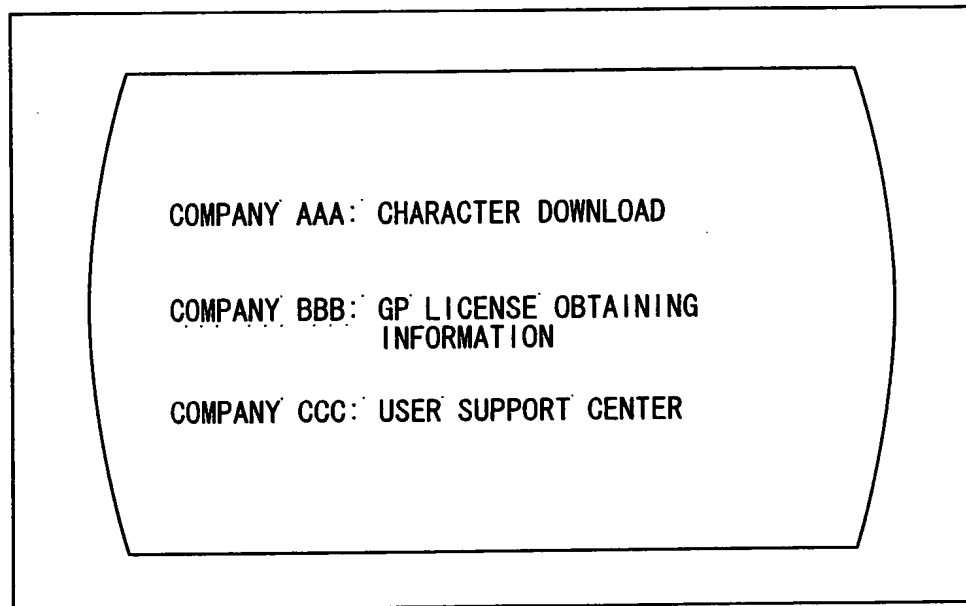 COMPANY AAA: CHARACTER DOWNLOAD
COMPANY BBB: GP LICENSE OBTAINING
INFORMATION
COMPANY CCC: USER SUPPORT CENTER